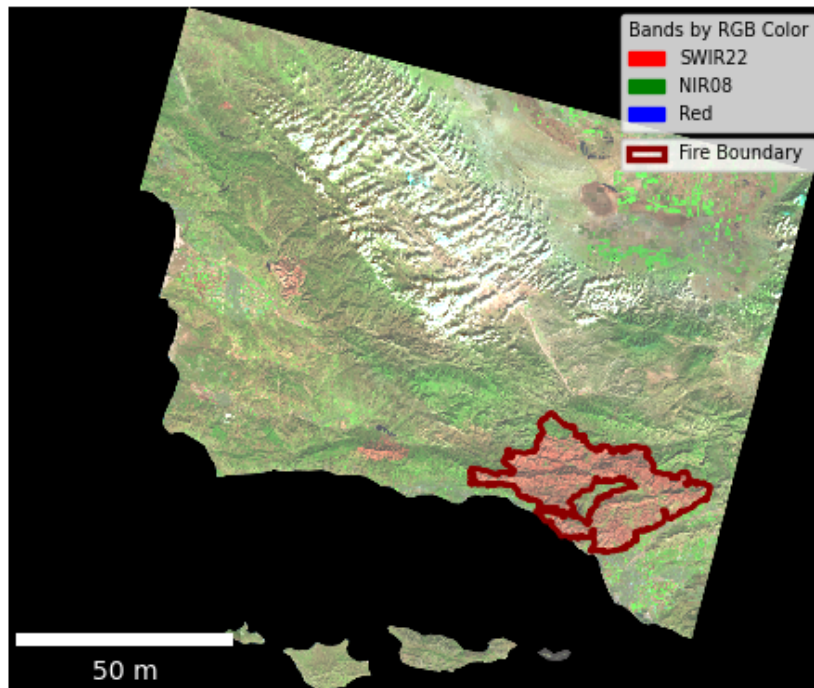 Bands by RGB Color
SWIR22
NIR08
Red
Fire Boundary
50 m